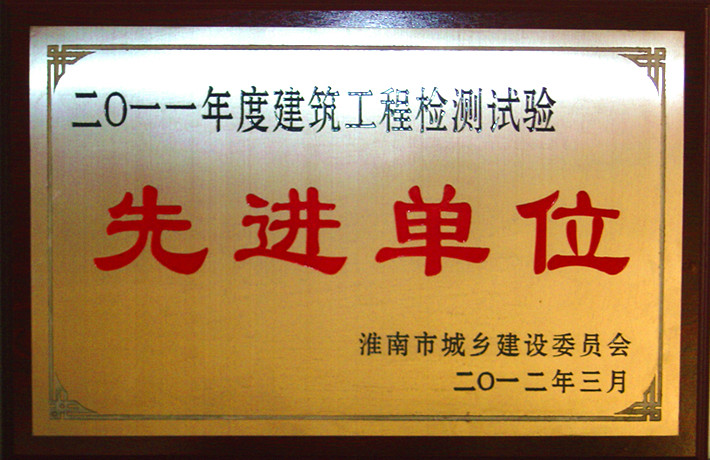 二〇一一年度建筑工程检测试验
先进单位
淮南市城乡建设委员会
二〇一二年三月